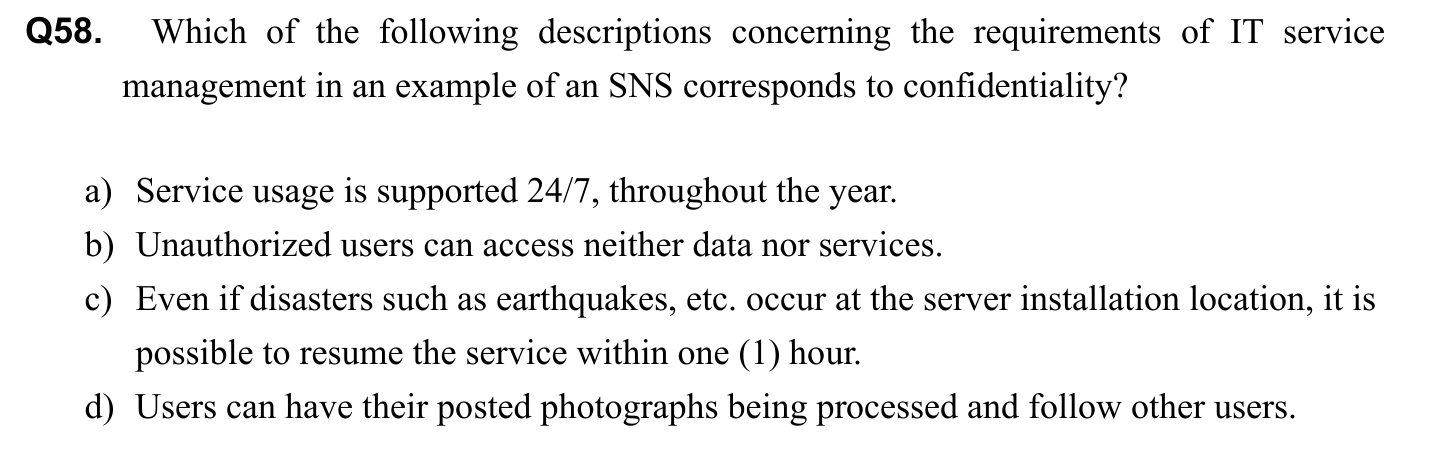 Q58. Which of the following descriptions concerning the requirements of IT service
management in an example of an SNS corresponds to confidentiality?
a) Service usage is supported 24/7, throughout the year.
b) Unauthorized users can access neither data nor services.
c) Even if disasters such as earthquakes, etc. occur at the server installation location, it is
possible to resume the service within one (1) hour.
d) Users can have their posted photographs being processed and follow other users.